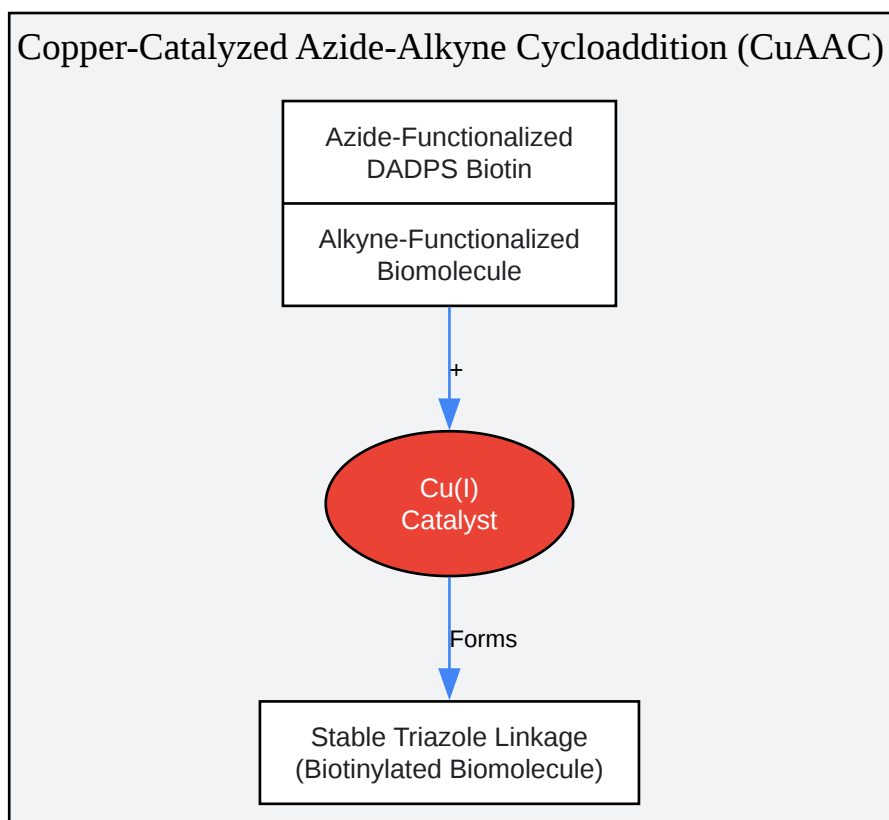 Copper-Catalyzed Azide-Alkyne Cycloaddition (CuAAC)
Azide-Functionalized
DADPS Biotin
Alkyne-Functionalized
Biomolecule
+
Cu(I)
Catalyst
Forms
Stable Triazole Linkage
(Biotinylated Biomolecule)